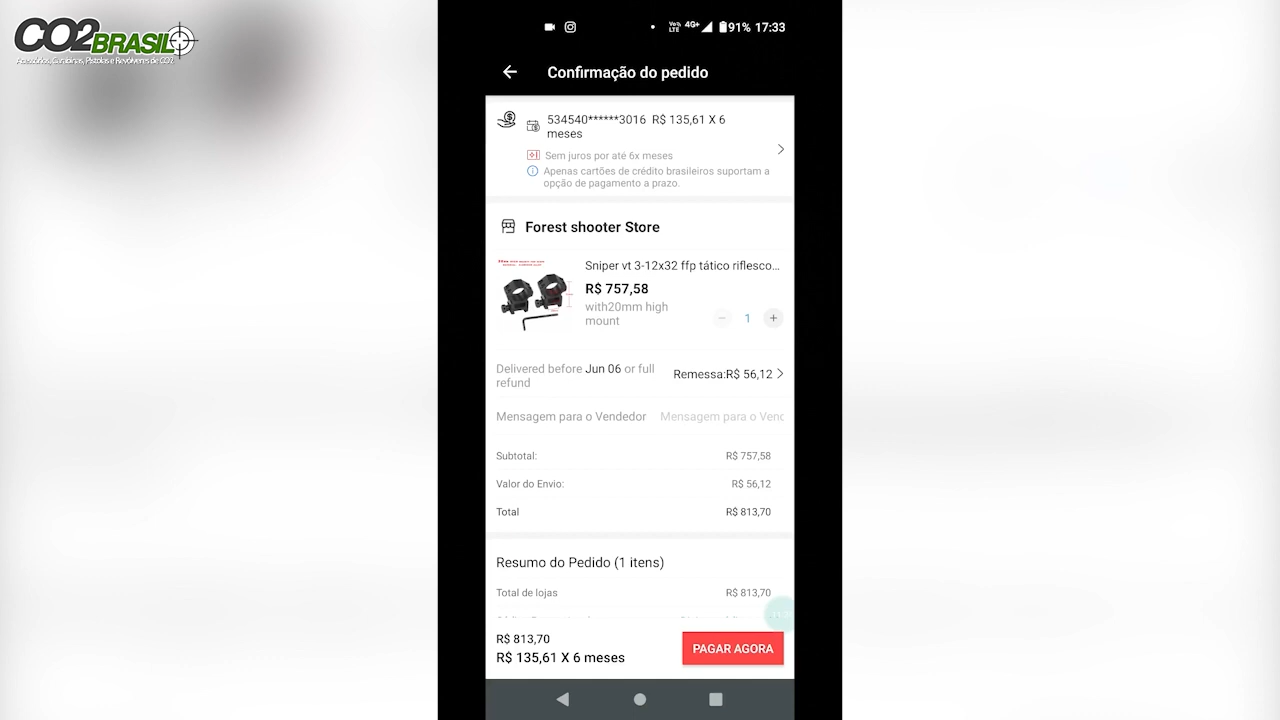 CO2 BRASIL
Acessórios, Carabinas, Pistolas e Revólveres de CO2
Vo)) LTE 4G+ 91% 17:33
Confirmação do pedido
534540******3016 R$ 135,61 X 6
meses
Sem juros por até 6x meses
Apenas cartões de crédito brasileiros suportam a
opção de pagamento a prazo.
Forest shooter Store
Sniper vt 3-12x32 ffp tático riflesco...
R$ 757,58
with20mm high
mount
1
Delivered before Jun 06 or full
refund
Remessa:R$ 56,12
Mensagem para o Vendedor Mensagem para o Venc
Subtotal: R$ 757,58
Valor do Envio: R$ 56,12
Total R$ 813,70
Resumo do Pedido (1 itens)
Total de lojas R$ 813,70
R$ 813,70
R$ 135,61 X 6 meses
PAGAR AGORA